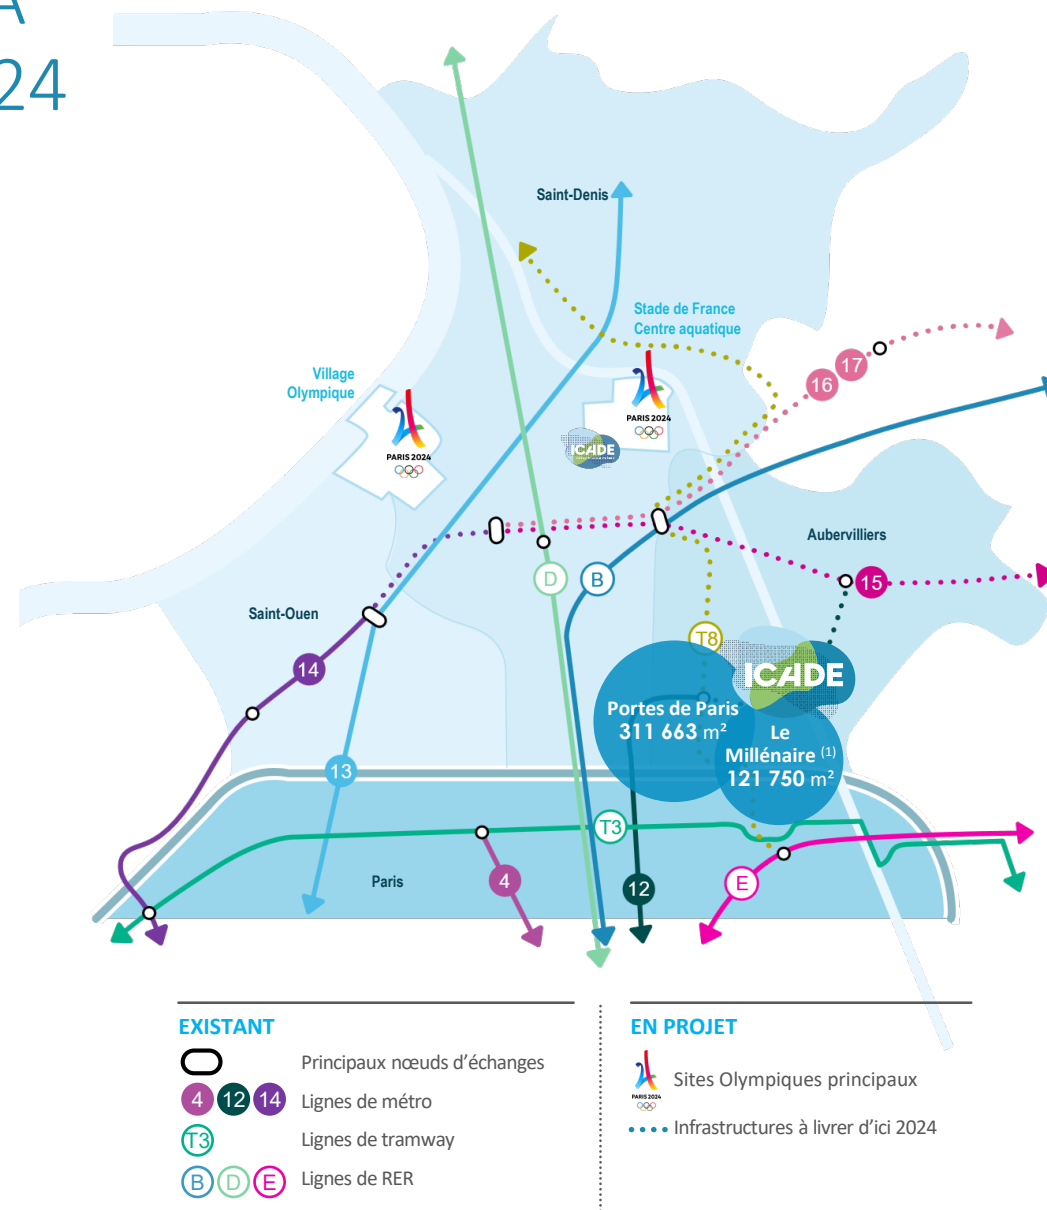 A
24
Saint-Denis
Stade de France
Centre aquatique
17
16
Village
Olympique
PARIS 2024
PARIS 2024
ICADE
Aubervilliers
D
B
15
Saint-Ouen
T8
14
ICADE
Portes de Paris
311 663 m²
Le
Millénaire (1)
121 750 m²
13
T3
Paris
4
12
E
EXISTANT
Principaux nœuds d'échanges
4 12 14 Lignes de métro
T3 Lignes de tramway
B D E Lignes de RER
EN PROJET
PARIS 2024
Sites Olympiques principaux
Infrastructures à livrer d'ici 2024